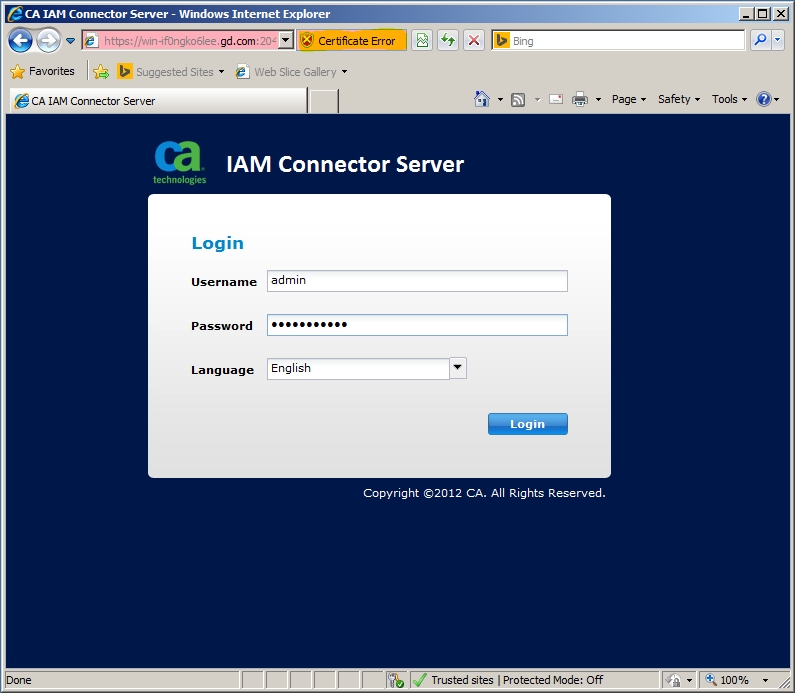 CA IAM Connector Server - Windows Internet Explorer
https://win-if0ngko6lee.gd.com:204
Certificate Error
Bing
Favorites
Suggested Sites
Web Slice Gallery
CA IAM Connector Server
Page
Safety
Tools
ca
technologies
IAM Connector Server
Login
Username
admin
Password
•••••••••••
Language
English
Login
Copyright ©2012 CA. All Rights Reserved.
Done
Trusted sites | Protected Mode: Off
100%